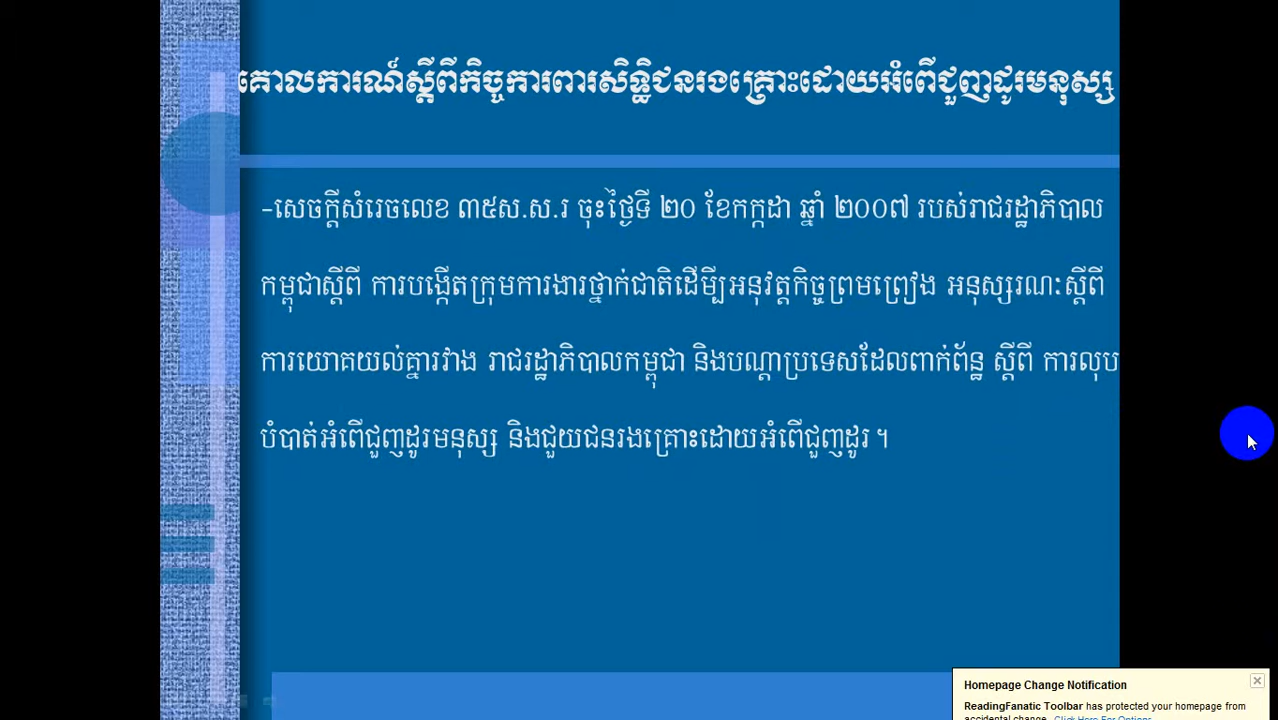 គោលការណ៍ស្តីពីកិច្ចការពារសិទ្ធិជនរងគ្រោះដោយអំពើជួញដូរមនុស្ស
-សេចក្តីសំរេចលេខ ៣៥ស.ស.រ ចុះថ្ងៃទី ២០ ខែកក្កដា ឆ្នាំ ២០០៧ របស់រាជរដ្ឋាភិបាល
កម្ពុជាស្តីពី ការបង្កើតក្រុមការងារថ្នាក់ជាតិដើម្បីអនុវត្តកិច្ចព្រមព្រៀង អនុស្សរណៈស្តីពី
ការយោគយល់គ្នារវាង រាជរដ្ឋាភិបាលកម្ពុជា និងបណ្តាប្រទេសដែលពាក់ព័ន្ធ ស្តីពី ការលុប
បំបាត់អំពើជួញដូរមនុស្ស និងជួយជនរងគ្រោះដោយអំពើជួញដូរ ។
Homepage Change Notification
ReadingFanatic Toolbar has protected your homepage from
accidental change. Click Here For Options